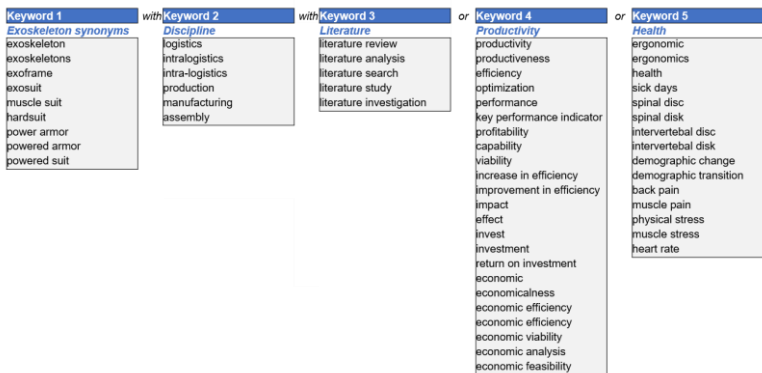 Keyword 1 with Keyword 2 with Keyword 3 or Keyword 4 or Keyword 5
Exoskeleton synonyms
exoskeleton
exoskeletons
exoframe
exosuit
muscle suit
hardsuit
power armor
powered armor
powered suit
Discipline
logistics
intralogistics
intra-logistics
production
manufacturing
assembly
Literature
literature review
literature analysis
literature search
literature study
literature investigation
Productivity
productivity
productiveness
efficiency
optimization
performance
key performance indicator
profitability
capability
viability
increase in efficiency
improvement in efficiency
impact
effect
invest
investment
return on investment
economic
economicalness
economic efficiency
economic efficiency
economic viability
economic analysis
economic feasibility
Health
ergonomic
ergonomics
health
sick days
spinal disc
spinal disk
intervertebal disc
intervertebal disk
demographic change
demographic transition
back pain
muscle pain
physical stress
muscle stress
heart rate